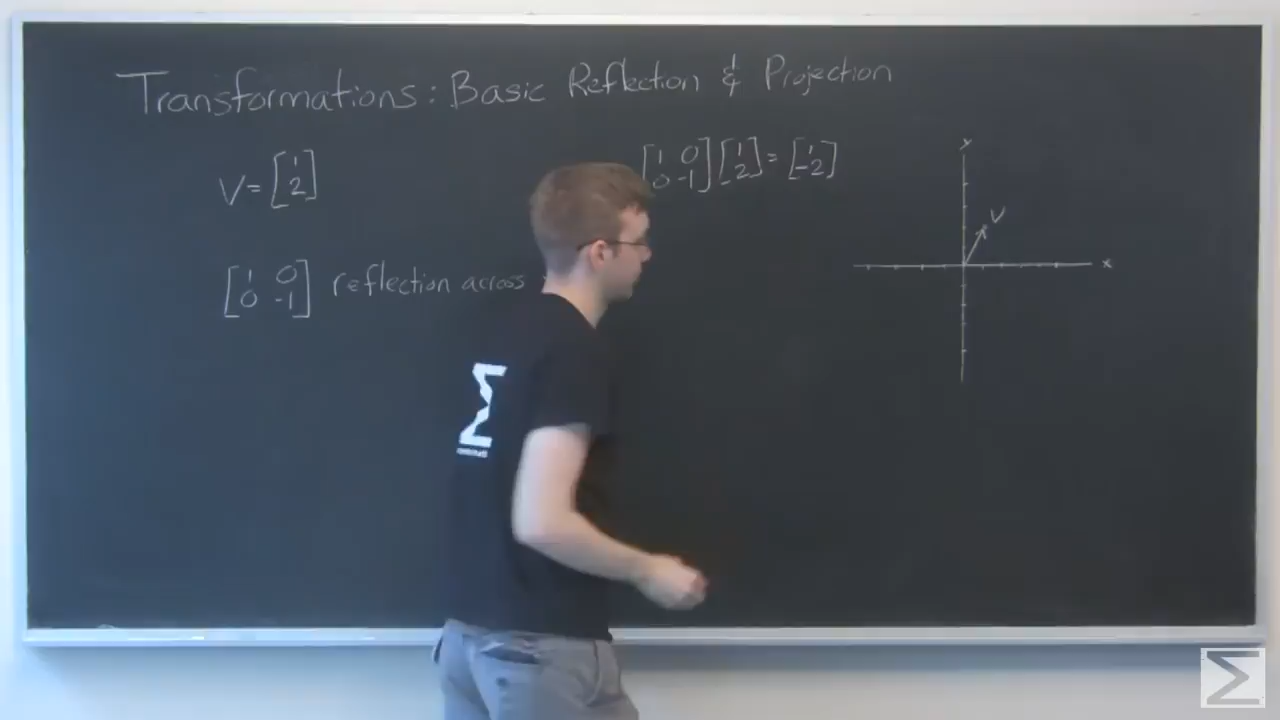 Transformations: Basic Reflection & Projection
V = [1 2]
[1 0 0 -1] [1 2] = [1 -2]
[1 0 0 -1] reflection across
V
x
Σ
Σ